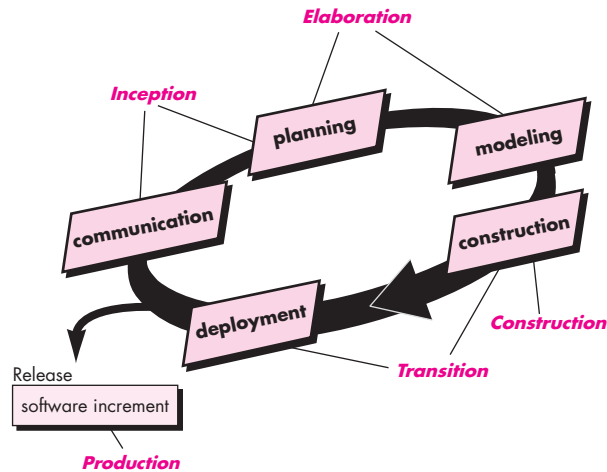 Elaboration
Inception
planning
modeling
communication
construction
deployment
Construction
Transition
Release
software increment
Production